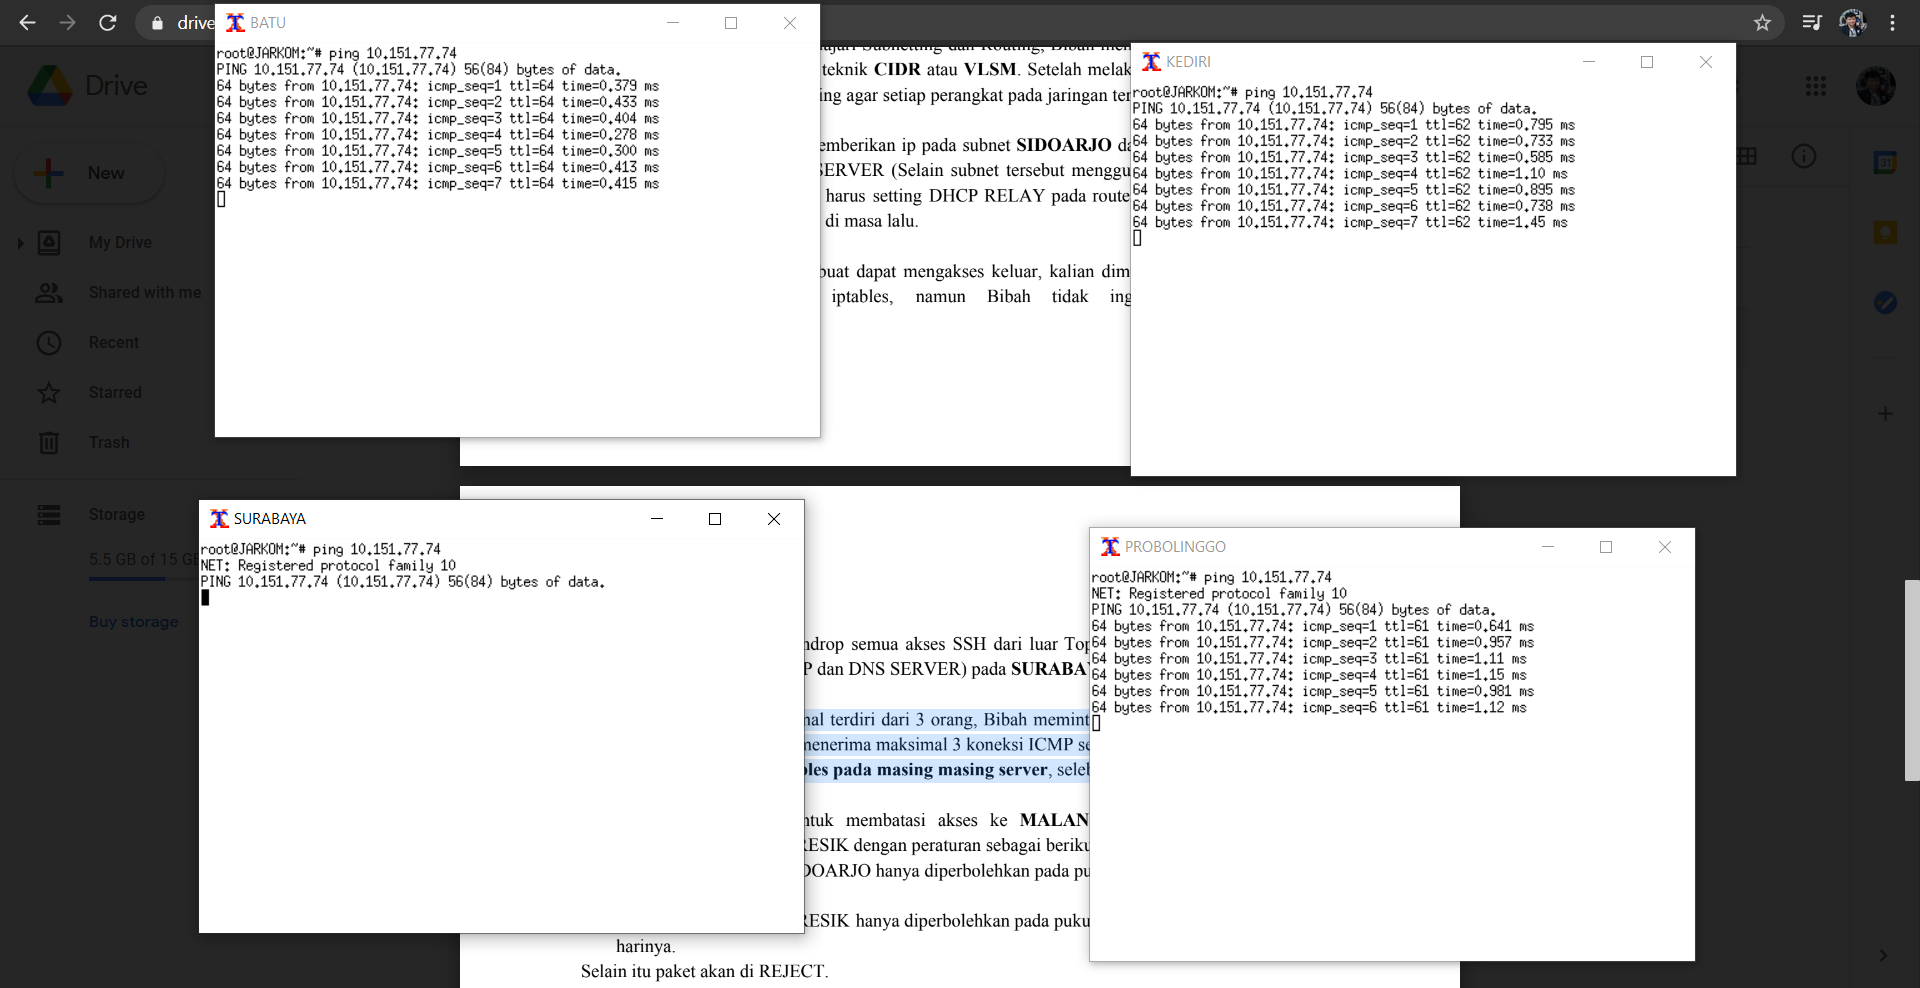 drive
Drive
New
My Drive
Shared with me
Recent
Starred
Trash
Storage
5.5 GB of 15 G
Buy storage
BATU
root@JARKOM:~# ping 10.151.77.74
PING 10.151.77.74 (10.151.77.74) 56(84) bytes of data.
64 bytes from 10.151.77.74: icmp_seq=1 ttl=64 time=0.379 ms
64 bytes from 10.151.77.74: icmp_seq=2 ttl=64 time=0.433 ms
64 bytes from 10.151.77.74: icmp_seq=3 ttl=64 time=0.404 ms
64 bytes from 10.151.77.74: icmp_seq=4 ttl=64 time=0.278 ms
64 bytes from 10.151.77.74: icmp_seq=5 ttl=64 time=0.300 ms
64 bytes from 10.151.77.74: icmp_seq=6 ttl=64 time=0.413 ms
64 bytes from 10.151.77.74: icmp_seq=7 ttl=64 time=0.415 ms
ajari Subnetting dan Routing, Bibah
teknik CIDR atau VLSM. Setelah melak
ing agar setiap perangkat pada jaringan ter
emberikan ip pada subnet SIDOARJO da
SERVER (Selain subnet tersebut menggu
harus setting DHCP RELAY pada route
di masa lalu.
buat dapat mengakses keluar, kalian dim
iptables, namun Bibah tidak ing
KEDIRI
root@JARKOM:~# ping 10.151.77.74
PING 10.151.77.74 (10.151.77.74) 56(84) bytes of data.
64 bytes from 10.151.77.74: icmp_seq=1 ttl=62 time=0.795 ms
64 bytes from 10.151.77.74: icmp_seq=2 ttl=62 time=0.733 ms
64 bytes from 10.151.77.74: icmp_seq=3 ttl=62 time=0.585 ms
64 bytes from 10.151.77.74: icmp_seq=4 ttl=62 time=1.10 ms
64 bytes from 10.151.77.74: icmp_seq=5 ttl=62 time=0.895 ms
64 bytes from 10.151.77.74: icmp_seq=6 ttl=62 time=0.738 ms
64 bytes from 10.151.77.74: icmp_seq=7 ttl=62 time=1.45 ms
31
SURABAYA
root@JARKOM:~# ping 10.151.77.74
NET: Registered protocol family 10
PING 10.151.77.74 (10.151.77.74) 56(84) bytes of data.
ndrop semua akses SSH dari luar Top
P dan DNS SERVER) pada SURABAY
nal terdiri dari 3 orang, Bibah memint
menerima maksimal 3 koneksi ICMP se
bles pada masing masing server, seleb
ntuk membatasi akses ke MALAN
RESIK dengan peraturan sebagai beriku
DOARJO hanya diperbolehkan pada pu
RESIK hanya diperbolehkan pada puku
harinya.
Selain itu paket akan di REJECT.
PROBOLINGGO
root@JARKOM:~# ping 10.151.77.74
NET: Registered protocol family 10
PING 10.151.77.74 (10.151.77.74) 56(84) bytes of data.
64 bytes from 10.151.77.74: icmp_seq=1 ttl=61 time=0.641 ms
64 bytes from 10.151.77.74: icmp_seq=2 ttl=61 time=0.957 ms
64 bytes from 10.151.77.74: icmp_seq=3 ttl=61 time=1.11 ms
64 bytes from 10.151.77.74: icmp_seq=4 ttl=61 time=1.15 ms
64 bytes from 10.151.77.74: icmp_seq=5 ttl=61 time=0.981 ms
64 bytes from 10.151.77.74: icmp_seq=6 ttl=61 time=1.12 ms